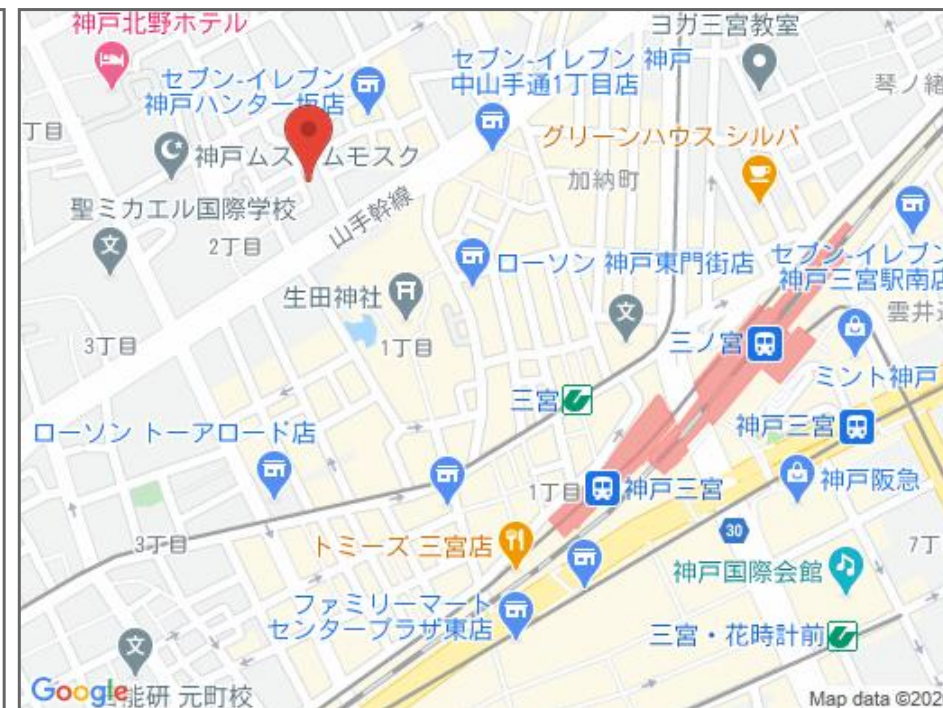 神戸北野ホテル
ヨガ三宮教室
セブン-イレブン
神戸ハンター坂店
セブン-イレブン 神戸
中山手通1丁目店
琴ノ緒
丁目
神戸ムス
ムモスク
グリーンハウス シルパ
加納町
聖ミカエル国際学校
2丁目
山手幹線
ローソン 神戸東門街店
セブン-イレブン
神戸三宮駅南店
生田神社
雲井通
3丁目
1丁目
三ノ宮
ミント神戸
三宮
ローソン トーアロード店
神戸三宮
1丁目
神戸三宮
神戸阪急
30
3丁目
トミーズ 三宮店
7丁
神戸国際会館
ファミリーマート
センタープラザ東店
三宮・花時計前
Google
能研 元町校
Map data ©202